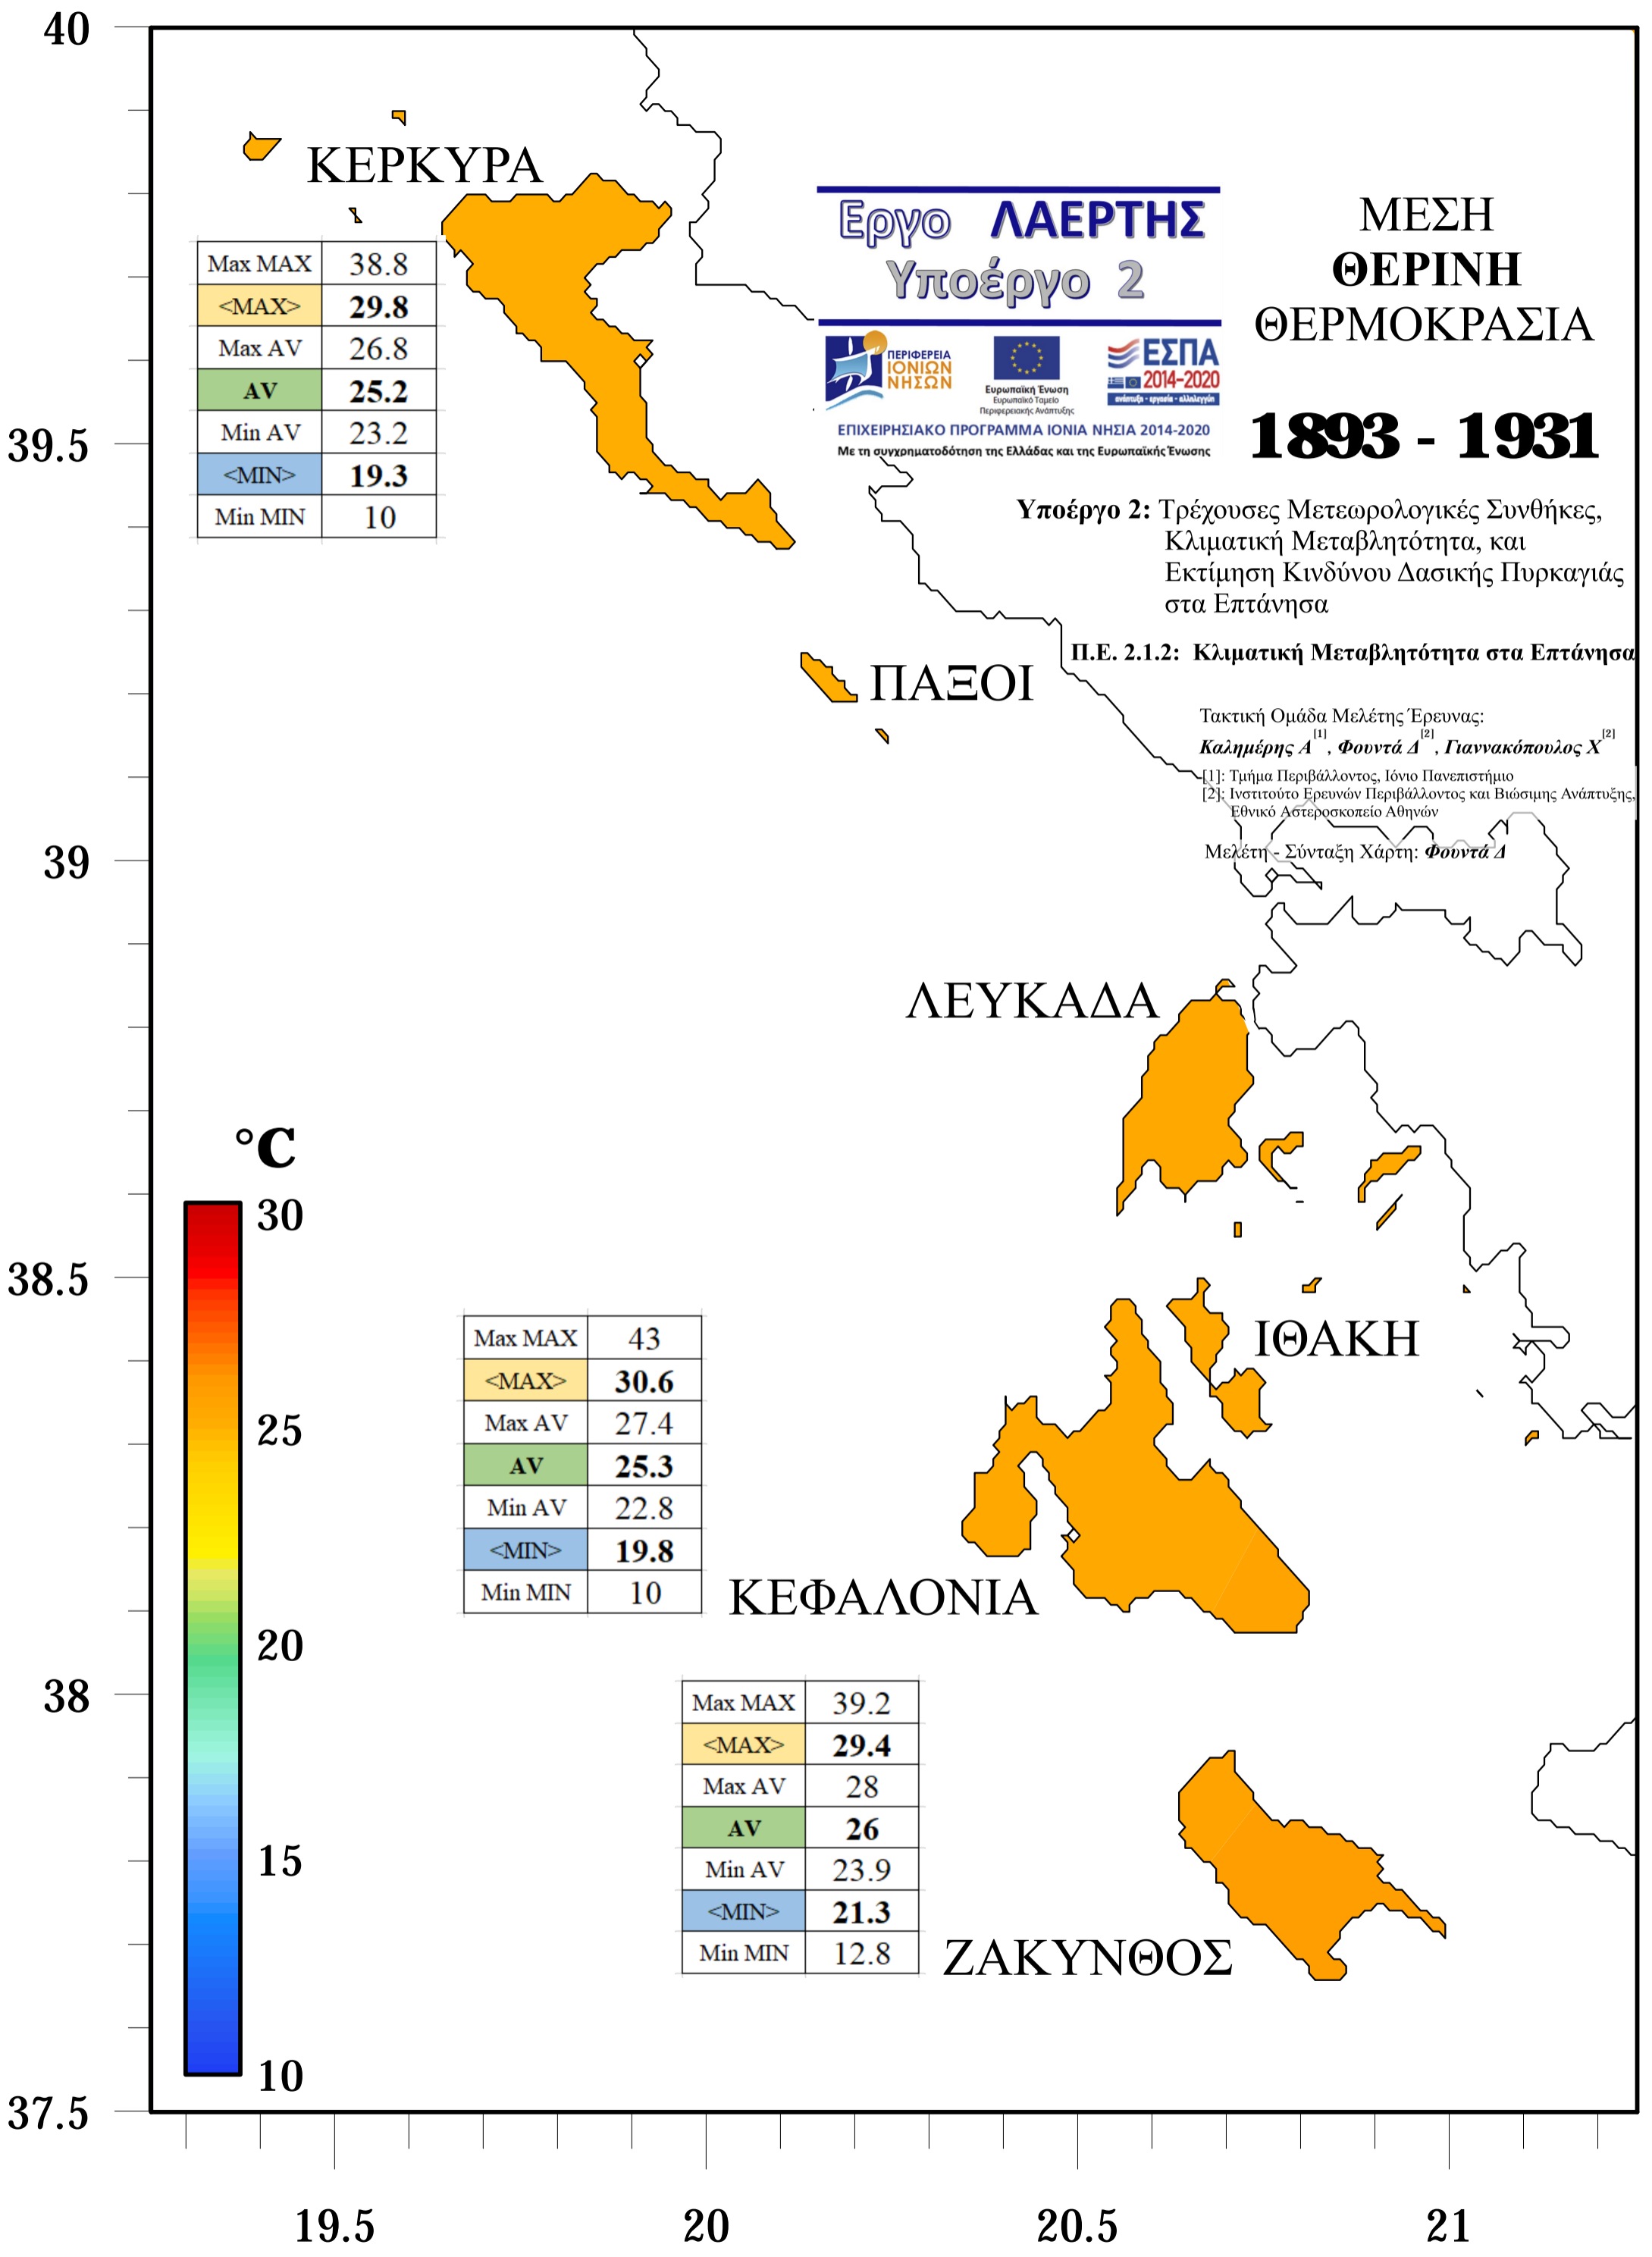 40
39.5
39
38.5
38
37.5
19.5
20
20.5
21
ΚΕΡΚΥΡΑ
Max MAX 38.8
<MAX> 29.8
Max AV 26.8
AV 25.2
Min AV 23.2
<MIN> 19.3
Min MIN 10
Εργο ΛΑΕΡΤΗΣ
Υποέργο 2
ΠΕΡΙΦΕΡΕΙΑ
ΙΟΝΙΩΝ
ΝΗΣΩΝ
Ευρωπαϊκή Ένωση
Ευρωπαϊκό Ταμείο
Περιφερειακής Ανάπτυξης
ΕΣΠΑ
2014-2020
ανάπτυξη - εργασία - αλληλεγγύη
ΕΠΙΧΕΙΡΗΣΙΑΚΟ ΠΡΟΓΡΑΜΜΑ ΙΟΝΙΑ ΝΗΣΙΑ 2014-2020
Με τη συγχρηματοδότηση της Ελλάδας και της Ευρωπαϊκής Ένωσης
ΜΕΣΗ
ΘΕΡΙΝΗ
ΘΕΡΜΟΚΡΑΣΙΑ
1893 - 1931
Υποέργο 2: Τρέχουσες Μετεωρολογικές Συνθήκες,
Κλιματική Μεταβλητότητα, και
Εκτίμηση Κινδύνου Δασικής Πυρκαγιάς
στα Επτάνησα
Π.Ε. 2.1.2: Κλιματική Μεταβλητότητα στα Επτάνησα
Τακτική Ομάδα Μελέτης Έρευνας:
Καλημέρης Α[1], Φουντά Δ[2], Γιαννακόπουλος Χ[2]
[1]: Τμήμα Περιβάλλοντος, Ιόνιο Πανεπιστήμιο
[2]: Ινστιτούτο Ερευνών Περιβάλλοντος και Βιώσιμης Ανάπτυξης,
Εθνικό Αστεροσκοπείο Αθηνών
Μελέτη - Σύνταξη Χάρτη: Φουντά Δ
ΠΑΞΟΙ
ΛΕΥΚΑΔΑ
ΙΘΑΚΗ
°C
30
25
20
15
10
Max MAX 43
<MAX> 30.6
Max AV 27.4
AV 25.3
Min AV 22.8
<MIN> 19.8
Min MIN 10
ΚΕΦΑΛΟΝΙΑ
Max MAX 39.2
<MAX> 29.4
Max AV 28
AV 26
Min AV 23.9
<MIN> 21.3
Min MIN 12.8
ΖΑΚΥΝΘΟΣ